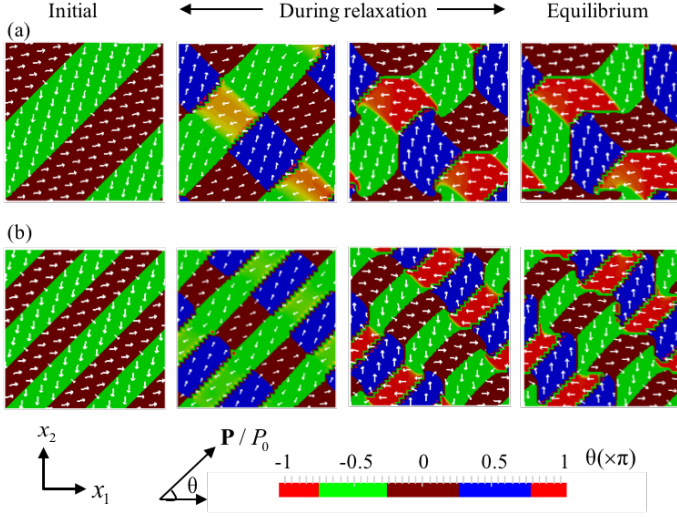 Initial During relaxation Equilibrium
(a)
(b)
x2
x1
P / P0
θ
θ(×π)
-1 -0.5 0 0.5 1